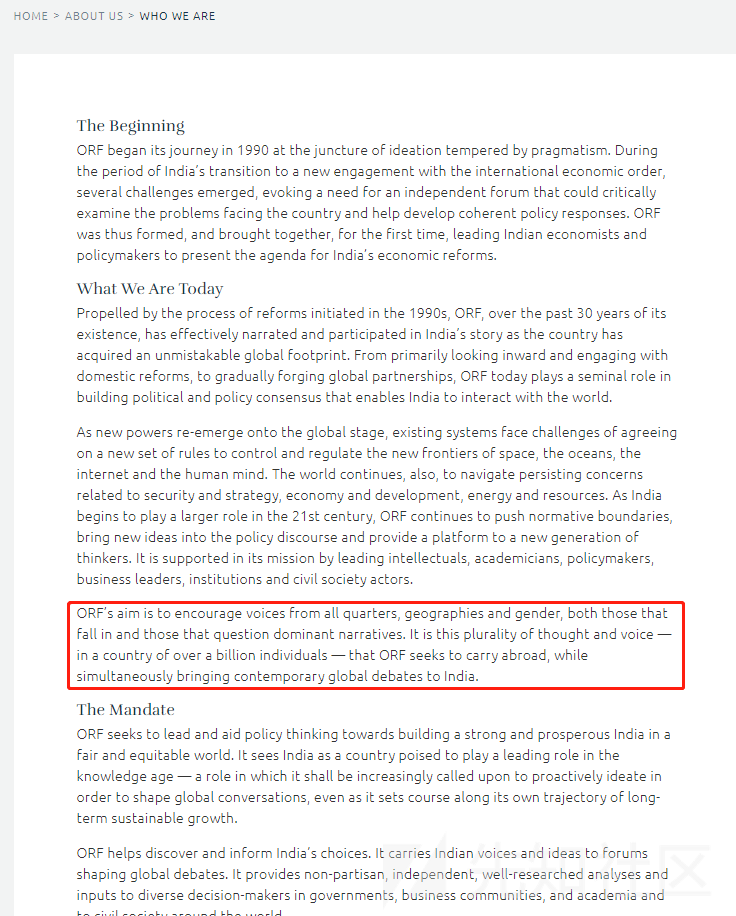 HOME > ABOUT US > WHO WE ARE
The Beginning
ORF began its journey in 1990 at the juncture of ideation tempered by pragmatism. During
the period of India’s transition to a new engagement with the international economic order,
several challenges emerged, evoking a need for an independent forum that could critically
examine the problems facing the country and help develop coherent policy responses. ORF
was thus formed, and brought together, for the first time, leading Indian economists and
policymakers to present the agenda for India’s economic reforms.
What We Are Today
Propelled by the process of reforms initiated in the 1990s, ORF, over the past 30 years of its
existence, has effectively narrated and participated in India’s story as the country has
acquired an unmistakable global footprint. From primarily looking inward and engaging with
domestic reforms, to gradually forging global partnerships, ORF today plays a seminal role in
building political and policy consensus that enables India to interact with the world.
As new powers re-emerge onto the global stage, existing systems face challenges of agreeing
on a new set of rules to control and regulate the new frontiers of space, the oceans, the
internet and the human mind. The world continues, also, to navigate persisting concerns
related to security and strategy, economy and development, energy and resources. As India
begins to play a larger role in the 21st century, ORF continues to push normative boundaries,
bring new ideas into the policy discourse and provide a platform to a new generation of
thinkers. It is supported in its mission by leading intellectuals, academicians, policymakers,
business leaders, institutions and civil society actors.
ORF’s aim is to encourage voices from all quarters, geographies and gender, both those that
fall in and those that question dominant narratives. It is this plurality of thought and voice —
in a country of over a billion individuals — that ORF seeks to carry abroad, while
simultaneously bringing contemporary global debates to India.
The Mandate
ORF seeks to lead and aid policy thinking towards building a strong and prosperous India in a
fair and equitable world. It sees India as a country poised to play a leading role in the
knowledge age — a role in which it shall be increasingly called upon to proactively ideate in
order to shape global conversations, even as it sets course along its own trajectory of long-
term sustainable growth.
ORF helps discover and inform India’s choices. It carries Indian voices and ideas to forums
shaping global debates. It provides non-partisan, independent, well-researched analyses and
inputs to diverse decision-makers in governments, business communities, and academia and
to civil society around the world.
先知社区